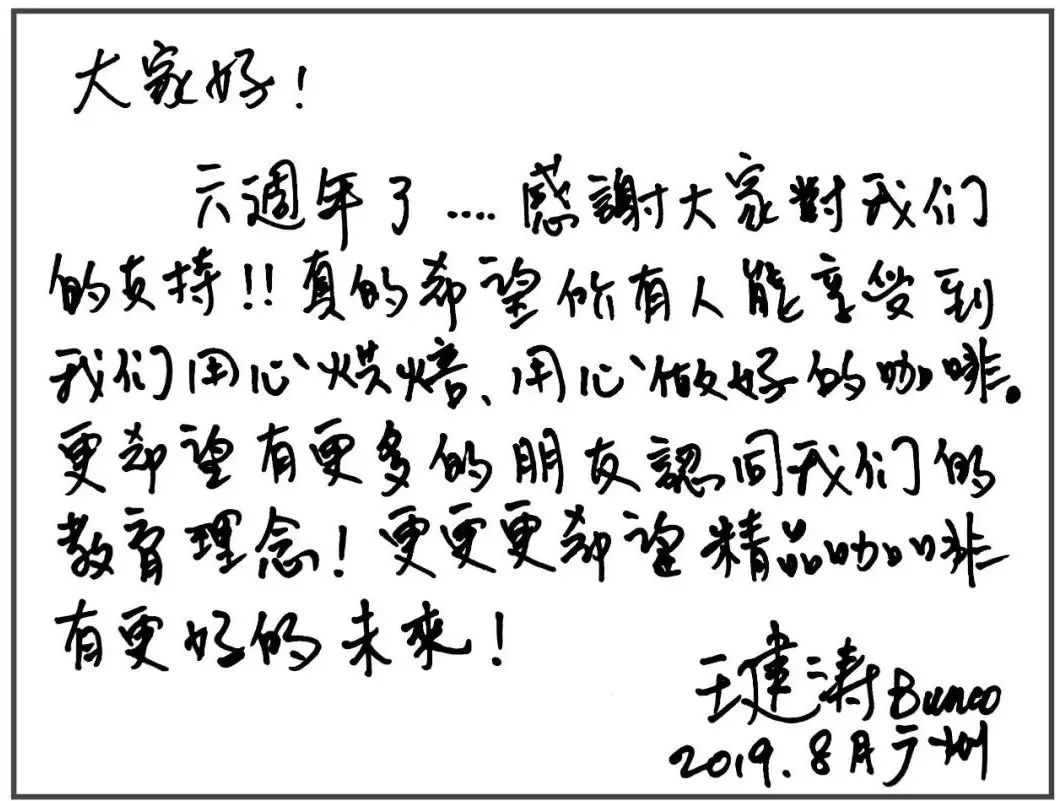 大家好!
六週年了....感謝大家對我们
的支持!!真的希望所有人能享受到
我们用心烘焙、用心做好的咖啡。
更希望有更多的朋友認同我们的
教育理念!更更更希望精品咖啡
有更好的未來!
王建涛 Bunco
2019.8月广州